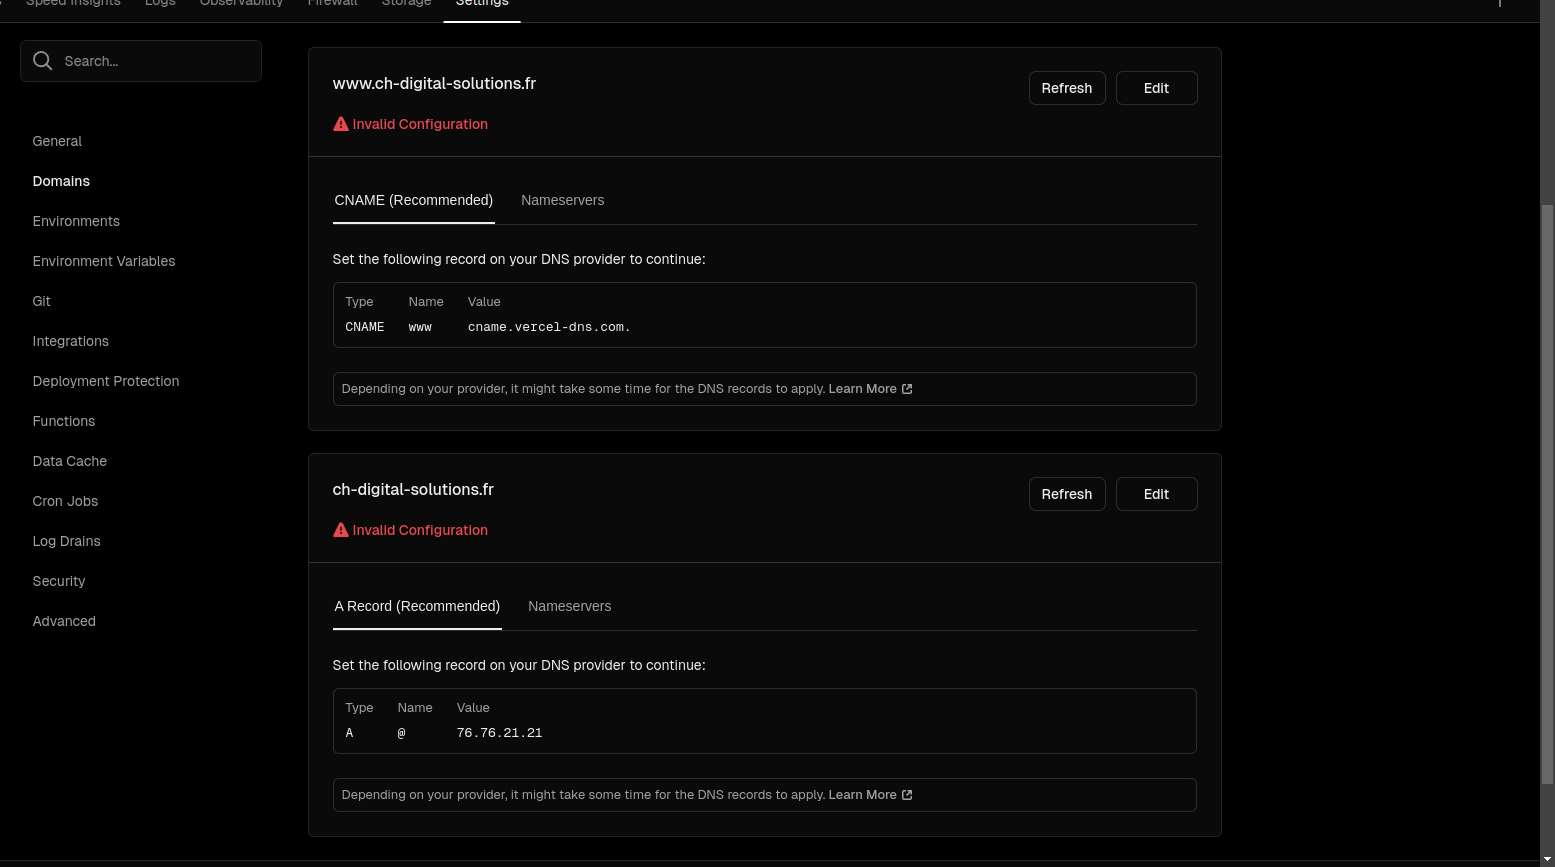 Speed Insights Logs Observability Firewall Storage Settings
Search...
General
Domains
Environments
Environment Variables
Git
Integrations
Deployment Protection
Functions
Data Cache
Cron Jobs
Log Drains
Security
Advanced
www.ch-digital-solutions.fr
Refresh Edit
Invalid Configuration
CNAME (Recommended) Nameservers
Set the following record on your DNS provider to continue:
Type Name Value
CNAME www cname.vercel-dns.com.
Depending on your provider, it might take some time for the DNS records to apply. Learn More
ch-digital-solutions.fr
Refresh Edit
Invalid Configuration
A Record (Recommended) Nameservers
Set the following record on your DNS provider to continue:
Type Name Value
A @ 76.76.21.21
Depending on your provider, it might take some time for the DNS records to apply. Learn More